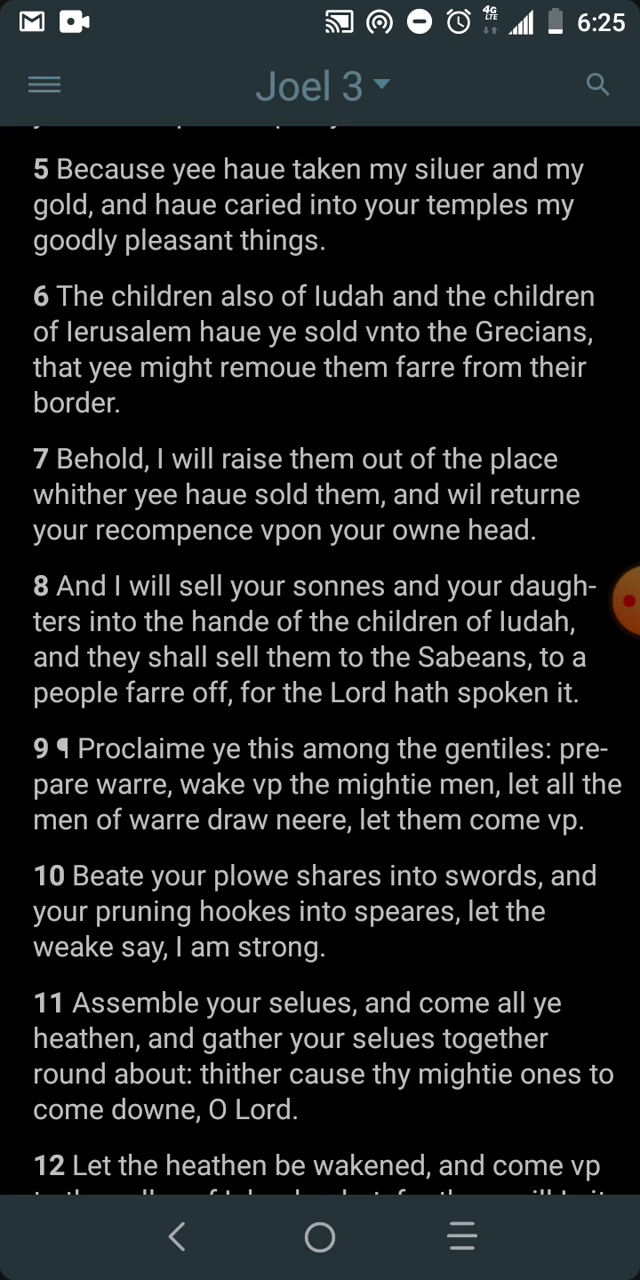 4G
LTE
6:25
Joel 3
5 Because yee haue taken my siluer and my
gold, and haue caried into your temples my
goodly pleasant things.
6 The children also of Iudah and the children
of Ierusalem haue ye sold vnto the Grecians,
that yee might remoue them farre from their
border.
7 Behold, I will raise them out of the place
whither yee haue sold them, and wil returne
your recompence vpon your owne head.
8 And I will sell your sonnes and your daugh-
ters into the hande of the children of Iudah,
and they shall sell them to the Sabeans, to a
people farre off, for the Lord hath spoken it.
9 ¶ Proclaime ye this among the gentiles: pre-
pare warre, wake vp the mightie men, let all the
men of warre draw neere, let them come vp.
10 Beate your plowe shares into swords, and
your pruning hookes into speares, let the
weake say, I am strong.
11 Assemble your selues, and come all ye
heathen, and gather your selues together
round about: thither cause thy mightie ones to
come downe, O Lord.
12 Let the heathen be wakened, and come vp